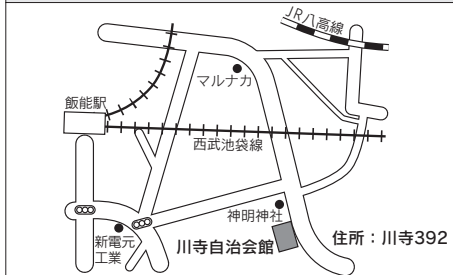 JR八高線
マルナカ
飯能駅
西武池袋線
神明神社
新電元
工業
川寺自治会館
住所：川寺392